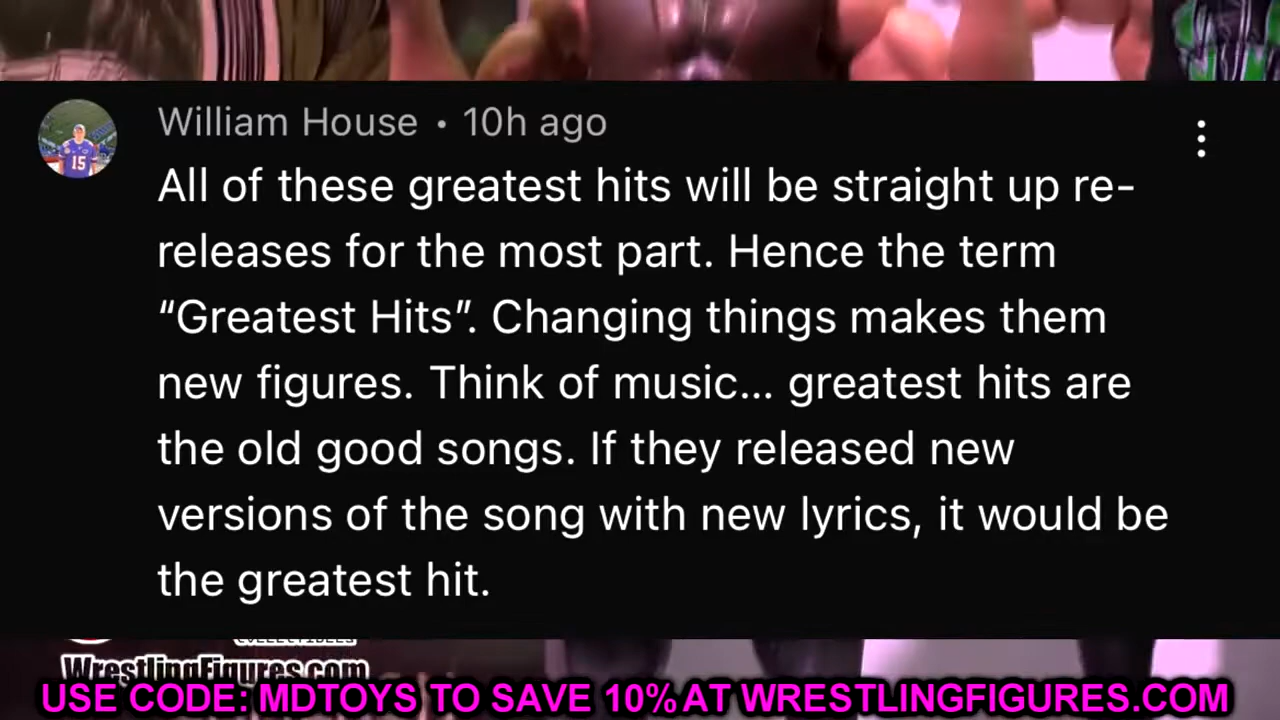 William House • 10h ago
All of these greatest hits will be straight up re-
releases for the most part. Hence the term
“Greatest Hits”. Changing things makes them
new figures. Think of music... greatest hits are
the old good songs. If they released new
versions of the song with new lyrics, it would be
the greatest hit.
15
WrestlingFigures.com
USE CODE: MDTOYS TO SAVE 10% AT WRESTLINGFIGURES.COM